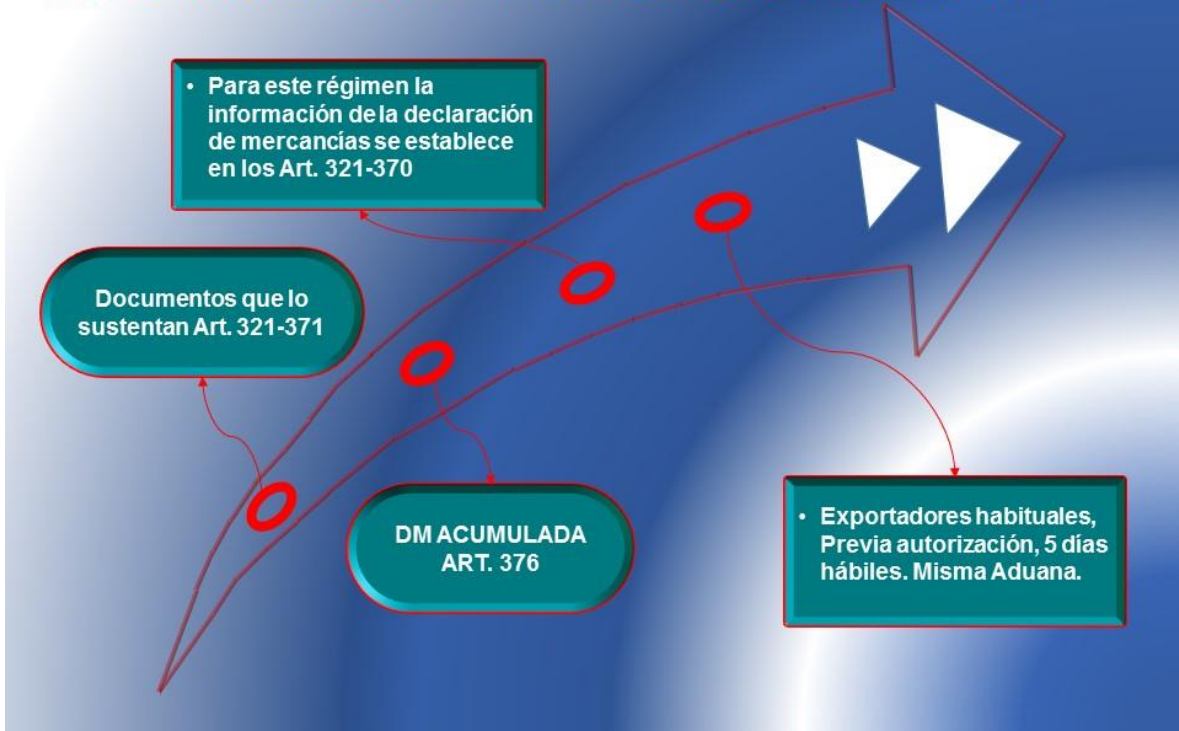 • Para este régimen la
información de la declaración
de mercancías se establece
en los Art. 321-370
Documentos que lo
sustentan Art. 321-371
DM ACUMULADA
ART. 376
• Exportadores habituales,
Previa autorización, 5 días
hábiles. Misma Aduana.